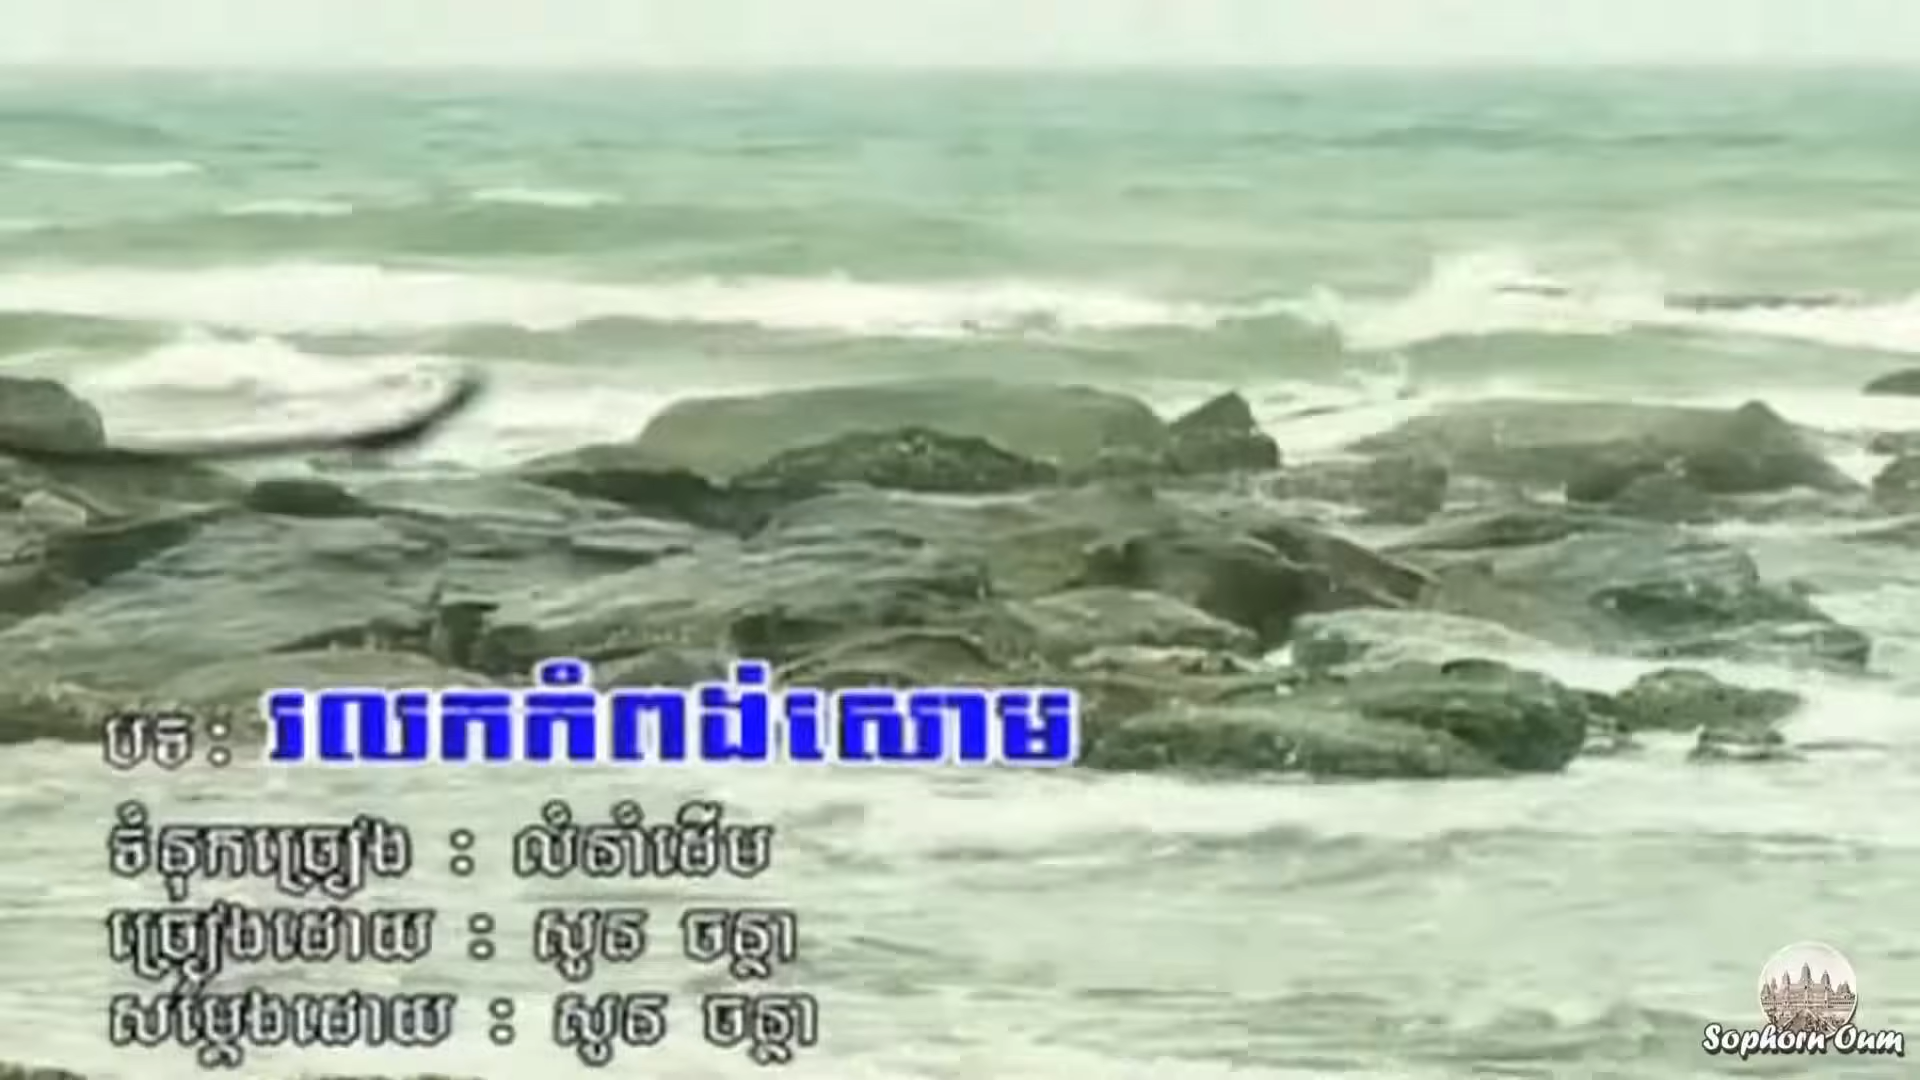 បទ: រលកកំពង់សោម
ទំនុកច្រៀង : លំនាំដើម
ច្រៀងដោយ : សួន ចន្ថា
សម្ដែងដោយ : សួន ចន្ថា
Sophorn Oum